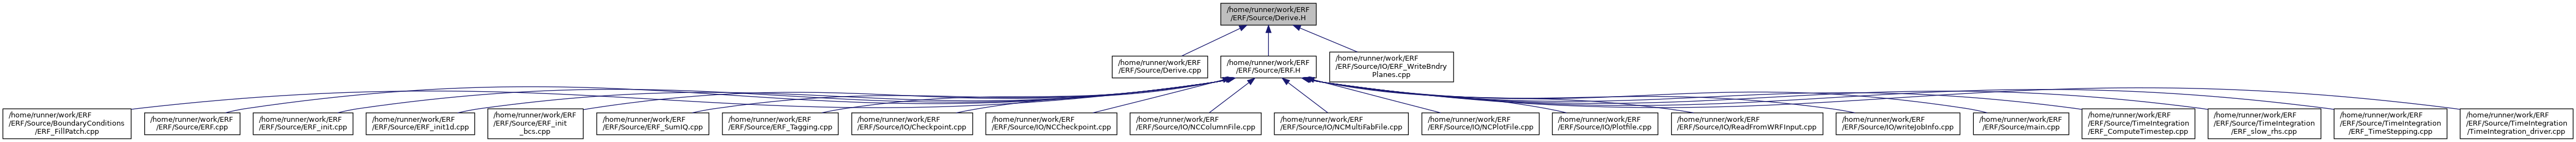 /home/runner/work/ERF
/ERF/Source/Derive.H
/home/runner/work/ERF
/ERF/Source/Derive.cpp
/home/runner/work/ERF
/ERF/Source/ERF.H
/home/runner/work/ERF
/ERF/Source/IO/ERF_WriteBndry
Planes.cpp
/home/runner/work/ERF
/ERF/Source/BoundaryConditions
/ERF_FillPatch.cpp
/home/runner/work/ERF
/ERF/Source/ERF.cpp
/home/runner/work/ERF
/ERF/Source/ERF_init.cpp
/home/runner/work/ERF
/ERF/Source/ERF_init1d.cpp
/home/runner/work/ERF
/ERF/Source/ERF_init
_bcs.cpp
/home/runner/work/ERF
/ERF/Source/ERF_SumIQ.cpp
/home/runner/work/ERF
/ERF/Source/ERF_Tagging.cpp
/home/runner/work/ERF
/ERF/Source/IO/Checkpoint.cpp
/home/runner/work/ERF
/ERF/Source/IO/NCCheckpoint.cpp
/home/runner/work/ERF
/ERF/Source/IO/NCColumnFile.cpp
/home/runner/work/ERF
/ERF/Source/IO/NCMultiFabFile.cpp
/home/runner/work/ERF
/ERF/Source/IO/NCPlotFile.cpp
/home/runner/work/ERF
/ERF/Source/IO/Plotfile.cpp
/home/runner/work/ERF
/ERF/Source/IO/ReadFromWRFInput.cpp
/home/runner/work/ERF
/ERF/Source/IO/writeJobInfo.cpp
/home/runner/work/ERF
/ERF/Source/main.cpp
/home/runner/work/ERF
/ERF/Source/TimeIntegration
/ERF_ComputeTimestep.cpp
/home/runner/work/ERF
/ERF/Source/TimeIntegration
/ERF_slow_rhs.cpp
/home/runner/work/ERF
/ERF/Source/TimeIntegration
/ERF_TimeStepping.cpp
/home/runner/work/ERF
/ERF/Source/TimeIntegration
/TimeIntegration_driver.cpp